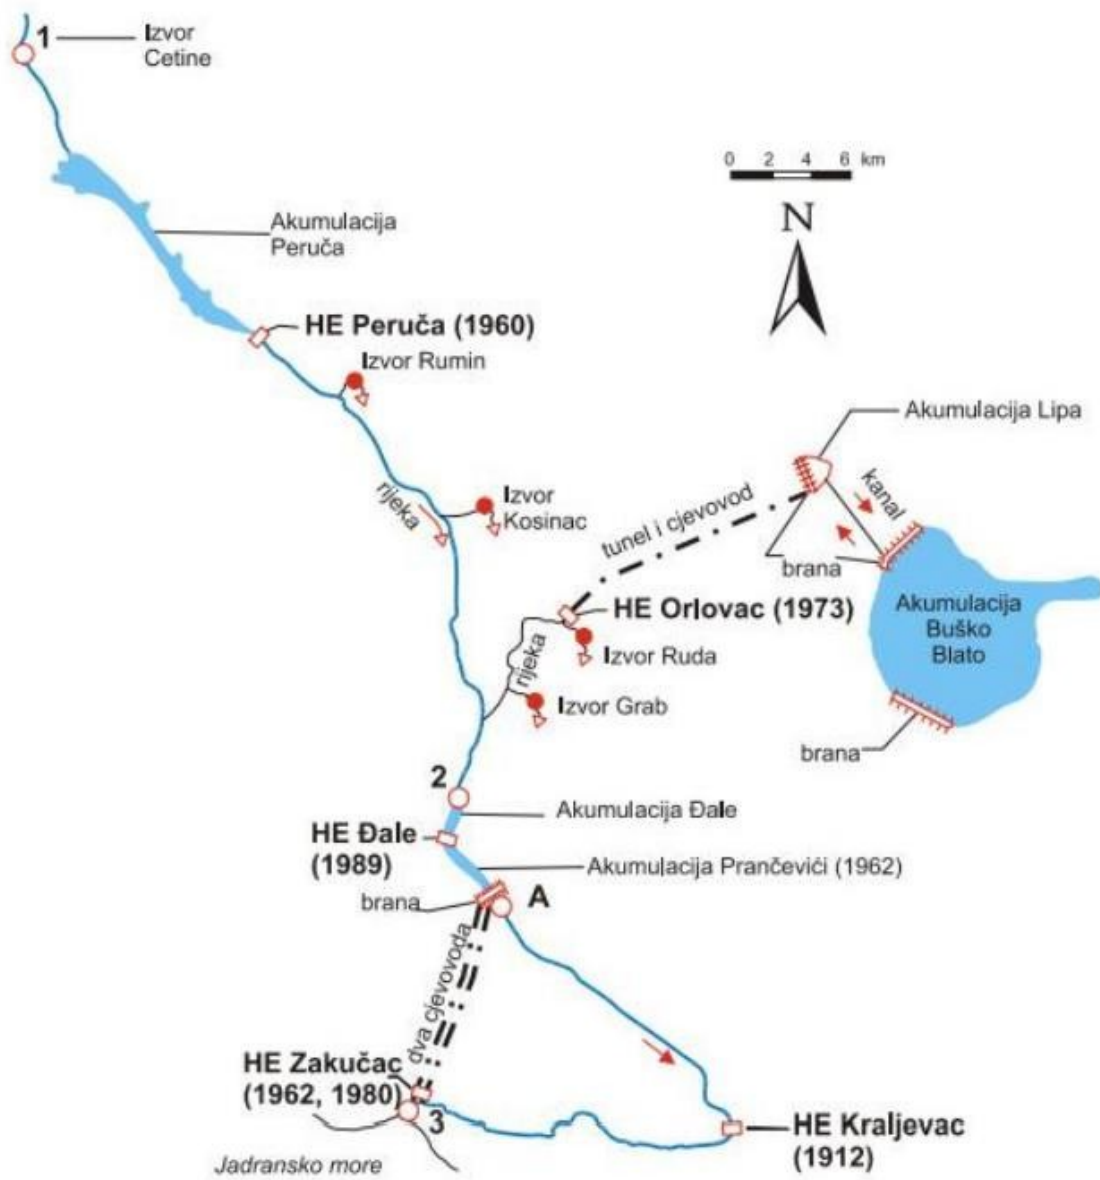 1
Izvor
Cetine
0 2 4 6 km
N
Akumulacija
Peruča
HE Peruča (1960)
Izvor Rumin
Akumulacija Lipa
kanal
rijeka
Izvor
Kosinac
tunel i cjevovod
brana
HE Orlovac (1973)
Akumulacija
Buško
Blato
Izvor Ruda
rijeka
Izvor Grab
brana
2
Akumulacija Đale
HE Đale
(1989)
Akumulacija Prančevići (1962)
brana
A
dva cjevovoda
HE Zakučac
(1962, 1980)
3
HE Kraljevac
(1912)
Jadransko more